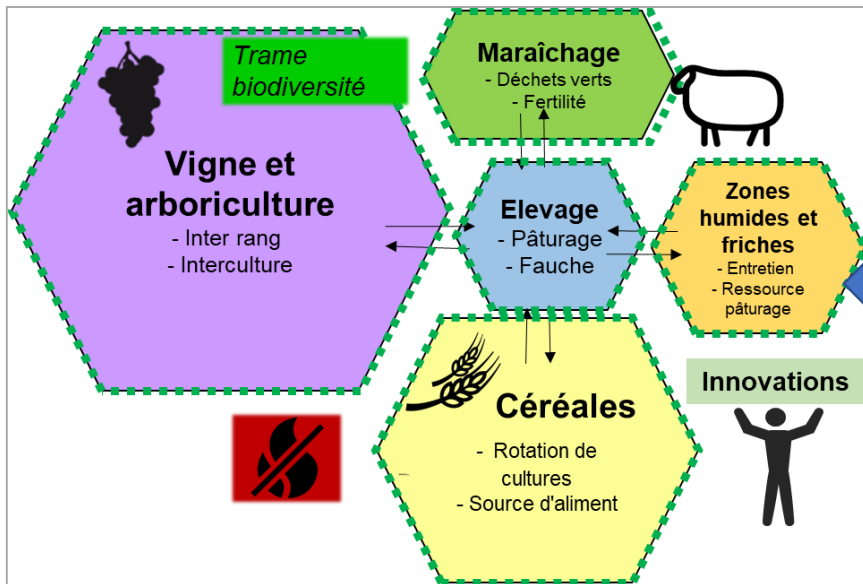 Trame
biodiversité
Vigne et
arboriculture
- Inter rang
- Interculture
Maraîchage
- Déchets verts
- Fertilité
Elevage
- Pâturage
- Fauche
Zones
humides et
friches
- Entretien
- Ressource
pâturage
Céréales
- Rotation de
cultures
- Source d'aliment
Innovations